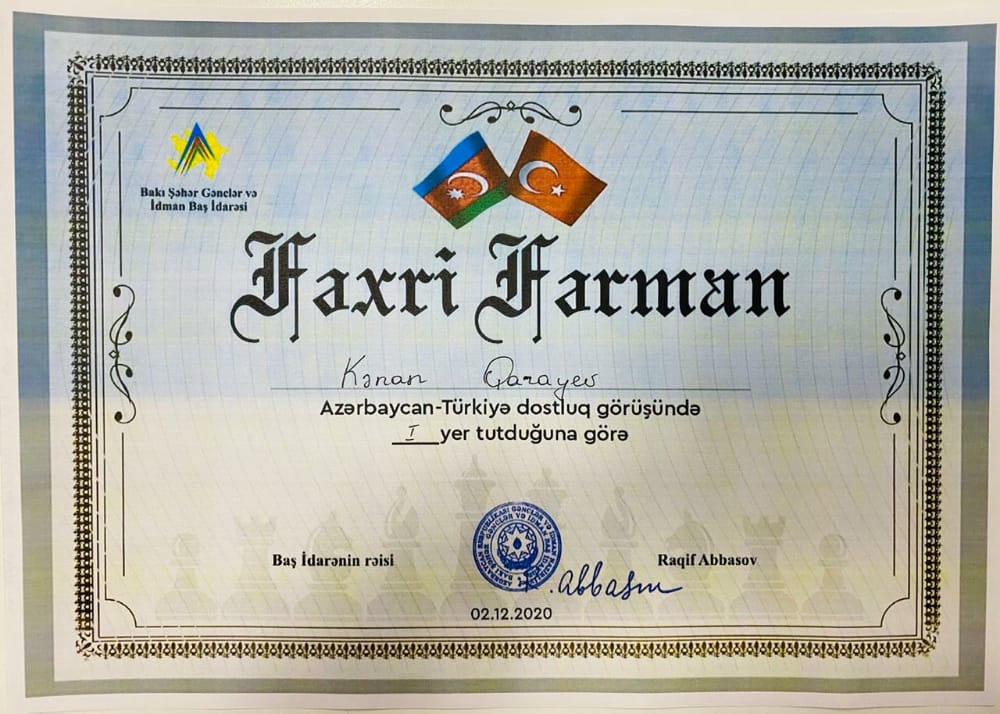 Bakı Şəhər Gənclər və
İdman Baş İdarəsi
Fəxri Fərman
Kənan Qarayev
Azərbaycan-Türkiyə dostluq görüşündə
I yer tutduğuna görə
Baş İdarənin rəisi
Raqif Abbasov
R.Abbasov
02.12.2020